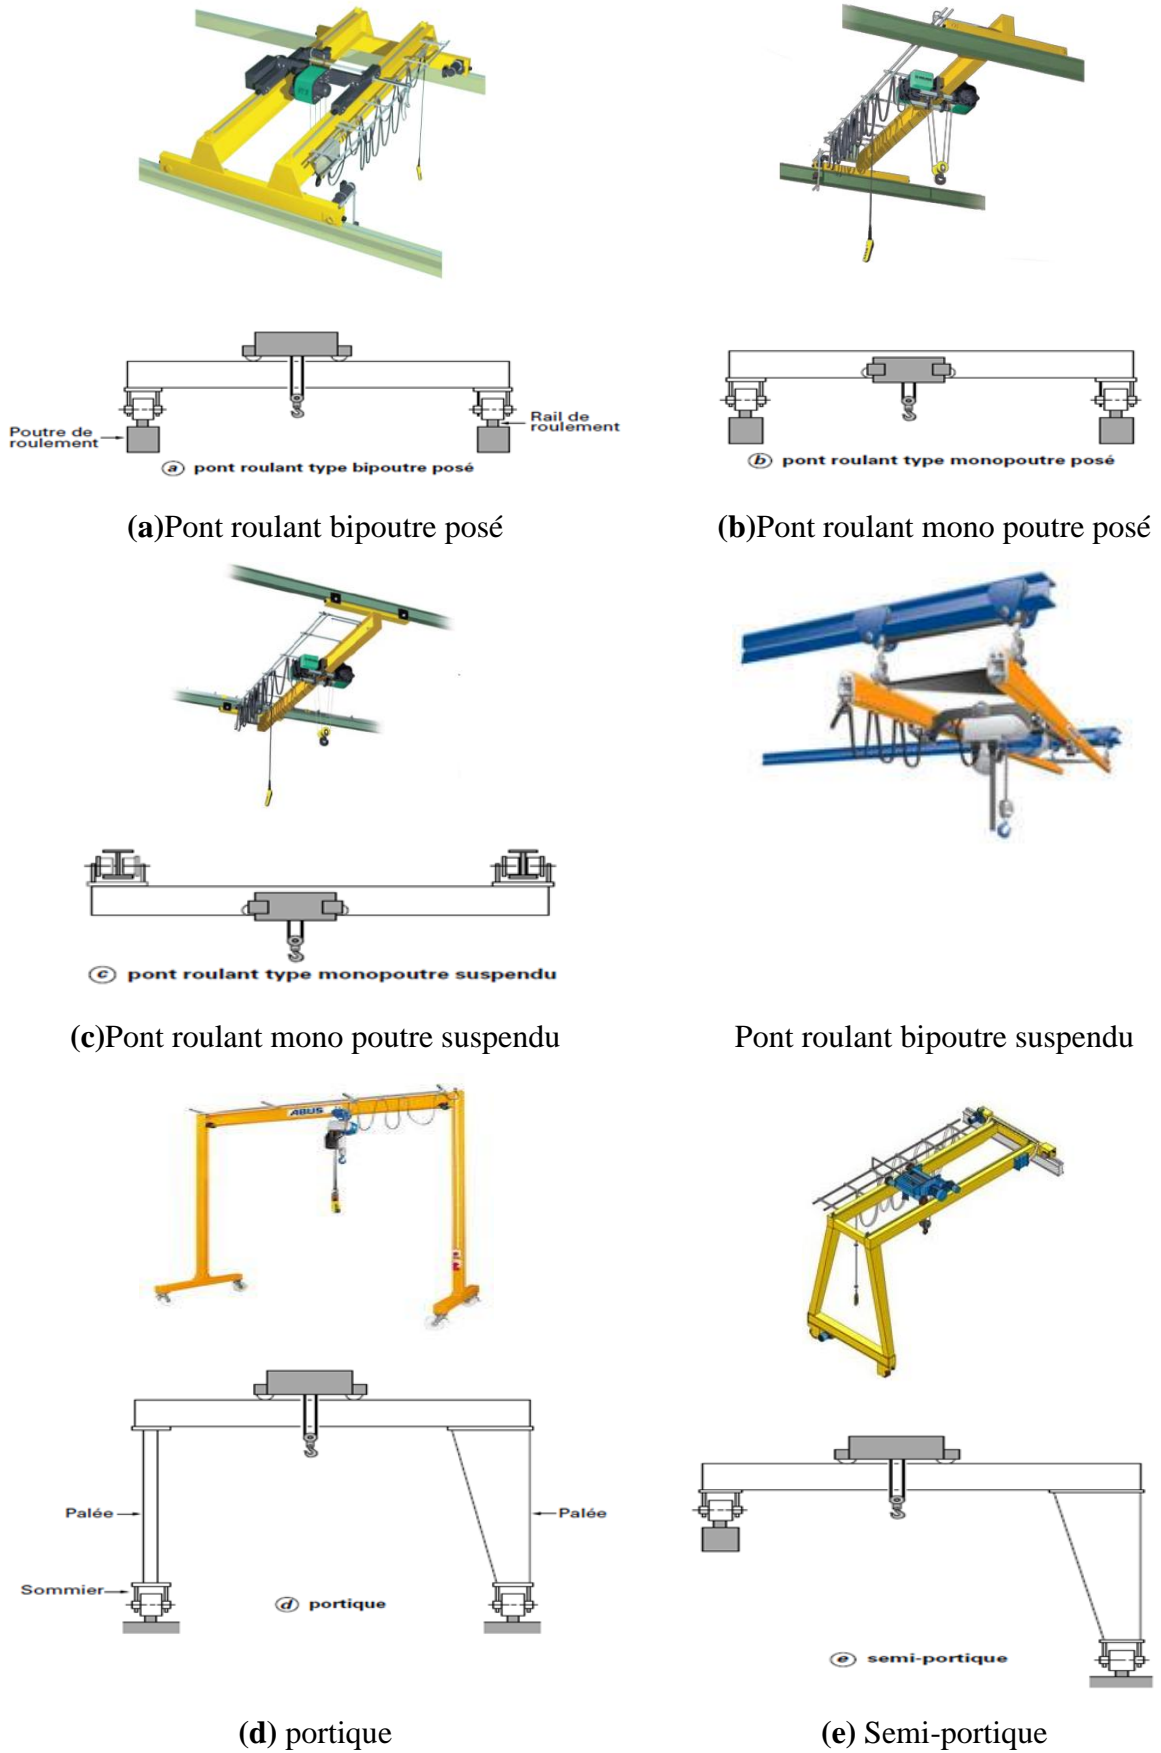 Poutre de
roulement
Rail de
roulement
a pont roulant type bipoutre posé
b pont roulant type monopoutre posé
(a)Pont roulant bipoutre posé
(b)Pont roulant mono poutre posé
c pont roulant type monopoutre suspendu
(c)Pont roulant mono poutre suspendu
Pont roulant bipoutre suspendu
ABUS
Palée
Palée
Sommier
d portique
e semi-portique
(d) portique
(e) Semi-portique